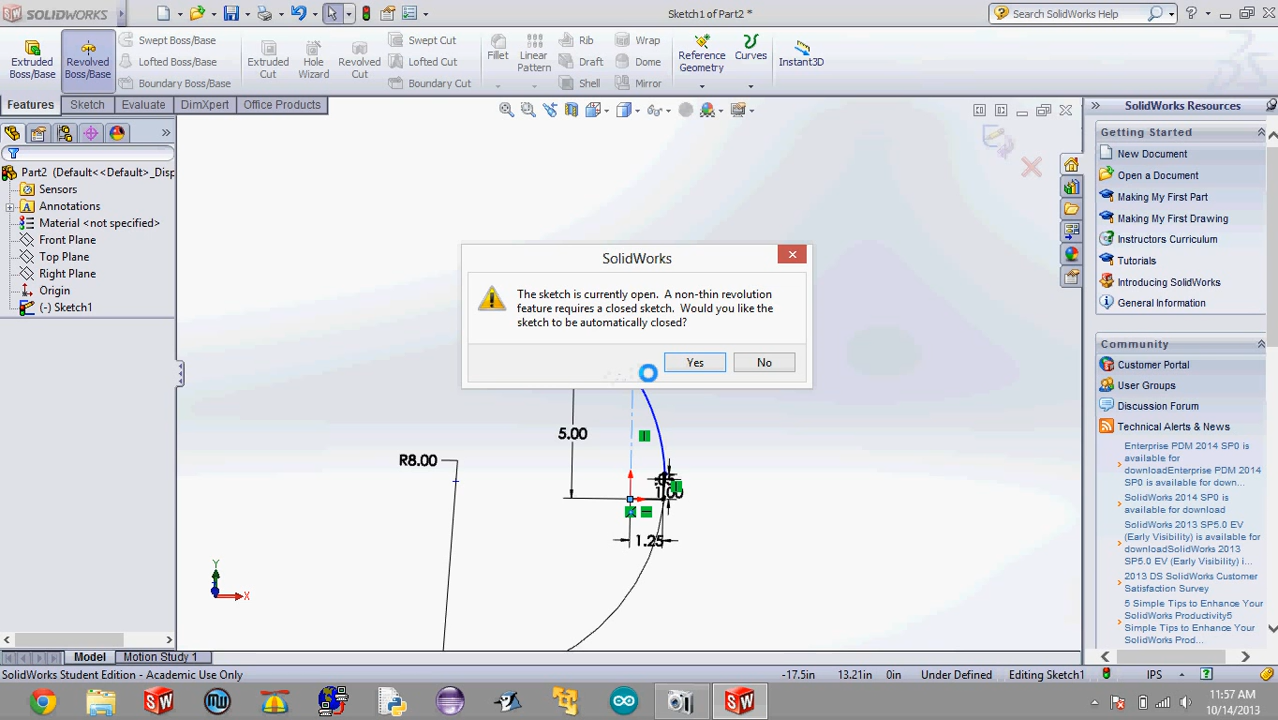 SOLIDWORKS
Sketch1 of Part2 *
Search SolidWorks Help
Extruded Boss/Base
Revolved Boss/Base
Swept Boss/Base
Lofted Boss/Base
Boundary Boss/Base
Extruded Cut
Hole Wizard
Revolved Cut
Swept Cut
Lofted Cut
Boundary Cut
Fillet
Linear Pattern
Rib
Draft
Shell
Wrap
Dome
Mirror
Reference Geometry
Curves
Instant3D
Features
Sketch
Evaluate
DimXpert
Office Products
Part2 (Default<<Default>_Disp
Sensors
Annotations
Material <not specified>
Front Plane
Top Plane
Right Plane
Origin
(-) Sketch1
SolidWorks
The sketch is currently open. A non-thin revolution
feature requires a closed sketch. Would you like the
sketch to be automatically closed?
Yes
No
5.00
R8.00
1.00
1.25
Y
X
SolidWorks Resources
Getting Started
New Document
Open a Document
Making My First Part
Making My First Drawing
Instructors Curriculum
Tutorials
Introducing SolidWorks
General Information
Community
Customer Portal
User Groups
Discussion Forum
Technical Alerts & News
Enterprise PDM 2014 SP0 is
available for
downloadEnterprise PDM 2014
SP0 is available for down...
SolidWorks 2014 SP0 is
available for download
SolidWorks 2013 SP5.0 EV
(Early Visibility) is available for
downloadSolidWorks 2013
SP5.0 EV (Early Visibility) i...
2013 DS SolidWorks Customer
Satisfaction Survey
5 Simple Tips to Enhance Your
SolidWorks Productivity5
Simple Tips to Enhance Your
SolidWorks Prod...
Model
Motion Study 1
SolidWorks Student Edition - Academic Use Only
-17.5in
13.21in
0in
Under Defined
Editing Sketch1
IPS
11:57 AM
10/14/2013